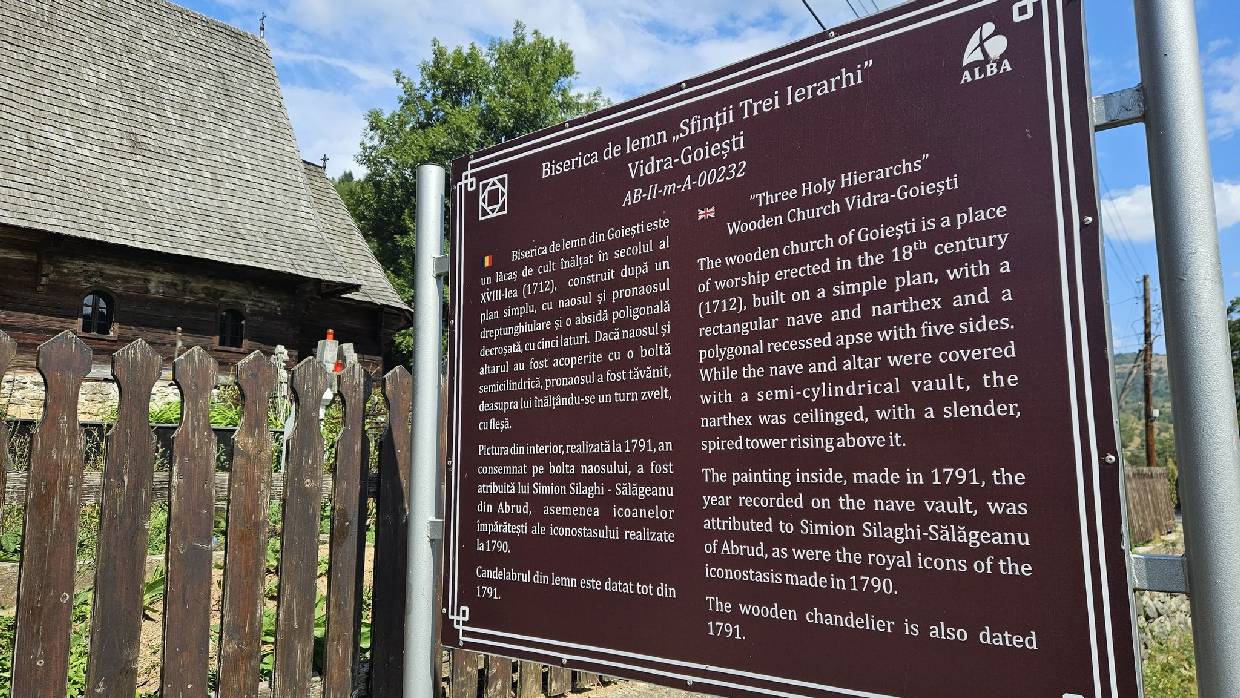 ALBA
Biserica de lemn „Sfinții Trei Ierarhi”
Vidra-Goiești
AB-II-m-A-00232
Biserica de lemn din Goiești este
un lăcaș de cult înălțat în secolul al
XVIII-lea (1712), construit după un
plan simplu, cu naosul și pronaosul
dreptunghiulare și o absidă poligonală
decroșată, cu cinci laturi. Dacă naosul și
altarul au fost acoperite cu o boltă
semicilindrică, pronaosul a fost tăvănit,
deasupra lui înălțându-se un turn zvelt,
cu fleșă.
Pictura din interior, realizată la 1791, an
consemnat pe bolta naosului, a fost
atribuită lui Simion Silaghi - Sălăgeanu
din Abrud, asemenea icoanelor
împărătești ale iconostasului realizate
la 1790.
Candelabrul din lemn este datat tot din
1791.
"Three Holy Hierarchs"
Wooden Church Vidra-Goiești
The wooden church of Goiești is a place
of worship erected in the 18th century
(1712), built on a simple plan, with a
rectangular nave and narthex and a
polygonal recessed apse with five sides.
While the nave and altar were covered
with a semi-cylindrical vault, the
narthex was ceilinged, with a slender,
spired tower rising above it.
The painting inside, made in 1791, the
year recorded on the nave vault, was
attributed to Simion Silaghi-Sălăgeanu
of Abrud, as were the royal icons of the
iconostasis made in 1790.
The wooden chandelier is also dated
1791.